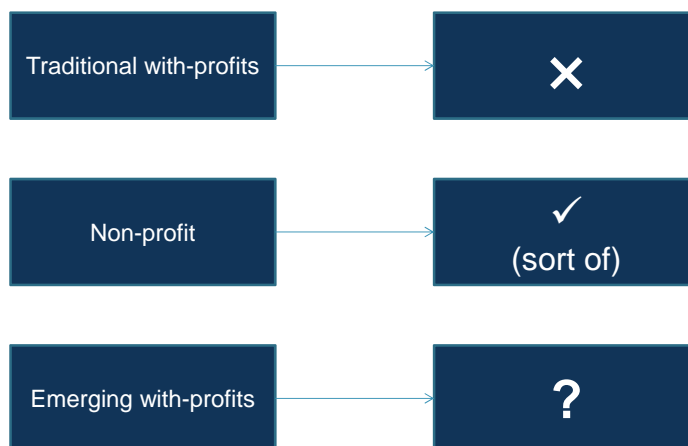 Traditional with-profits
×
Non-profit
✓
(sort of)
Emerging with-profits
?